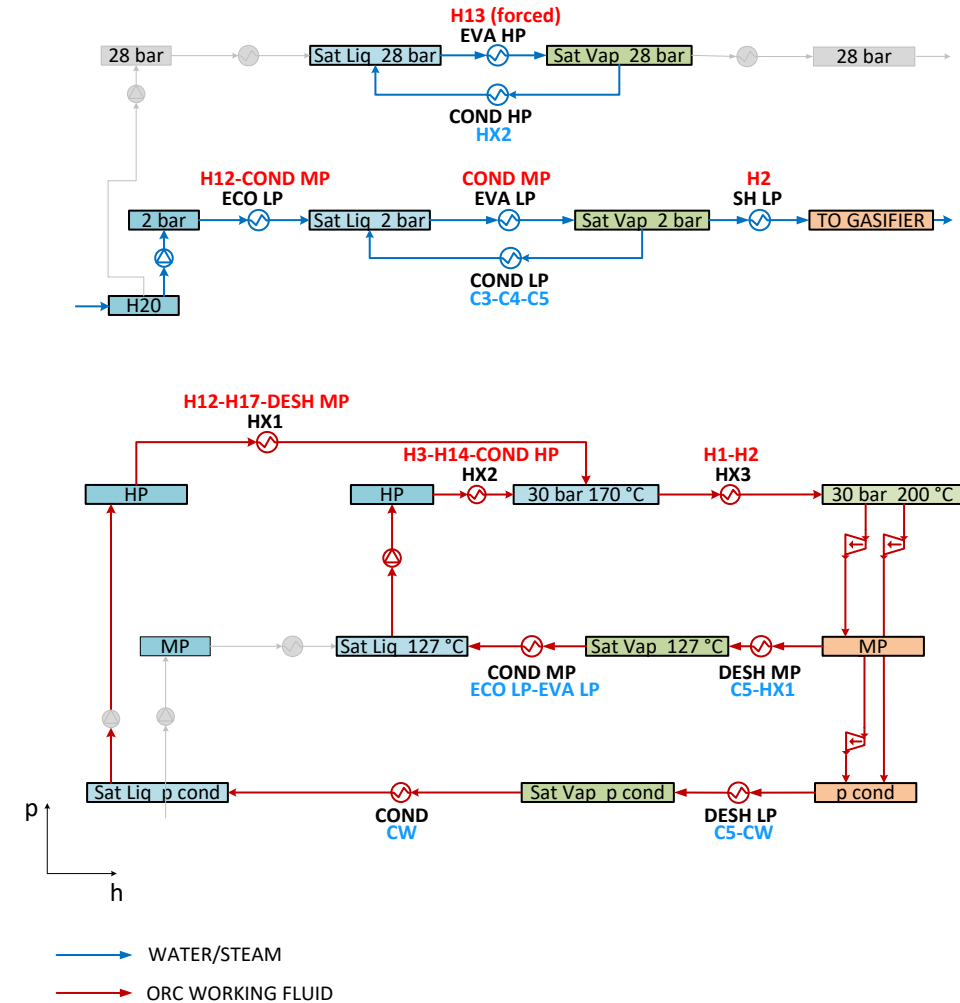 H13 (forced)
EVA HP
28 bar
Sat Liq 28 bar
Sat Vap 28 bar
28 bar
COND HP
HX2
H12-COND MP
ECO LP
COND MP
EVA LP
H2
SH LP
2 bar
Sat Liq 2 bar
Sat Vap 2 bar
TO GASIFIER
COND LP
C3-C4-C5
H20
H12-H17-DESH MP
HX1
H3-H14-COND HP
HX2
H1-H2
HX3
HP
HP
30 bar 170 °C
30 bar 200 °C
MP
Sat Liq 127 °C
Sat Vap 127 °C
MP
COND MP
ECO LP-EVA LP
DESH MP
C5-HX1
Sat Liq p cond
Sat Vap p cond
p cond
COND
CW
DESH LP
C5-CW
p
h
WATER/STEAM
ORC WORKING FLUID